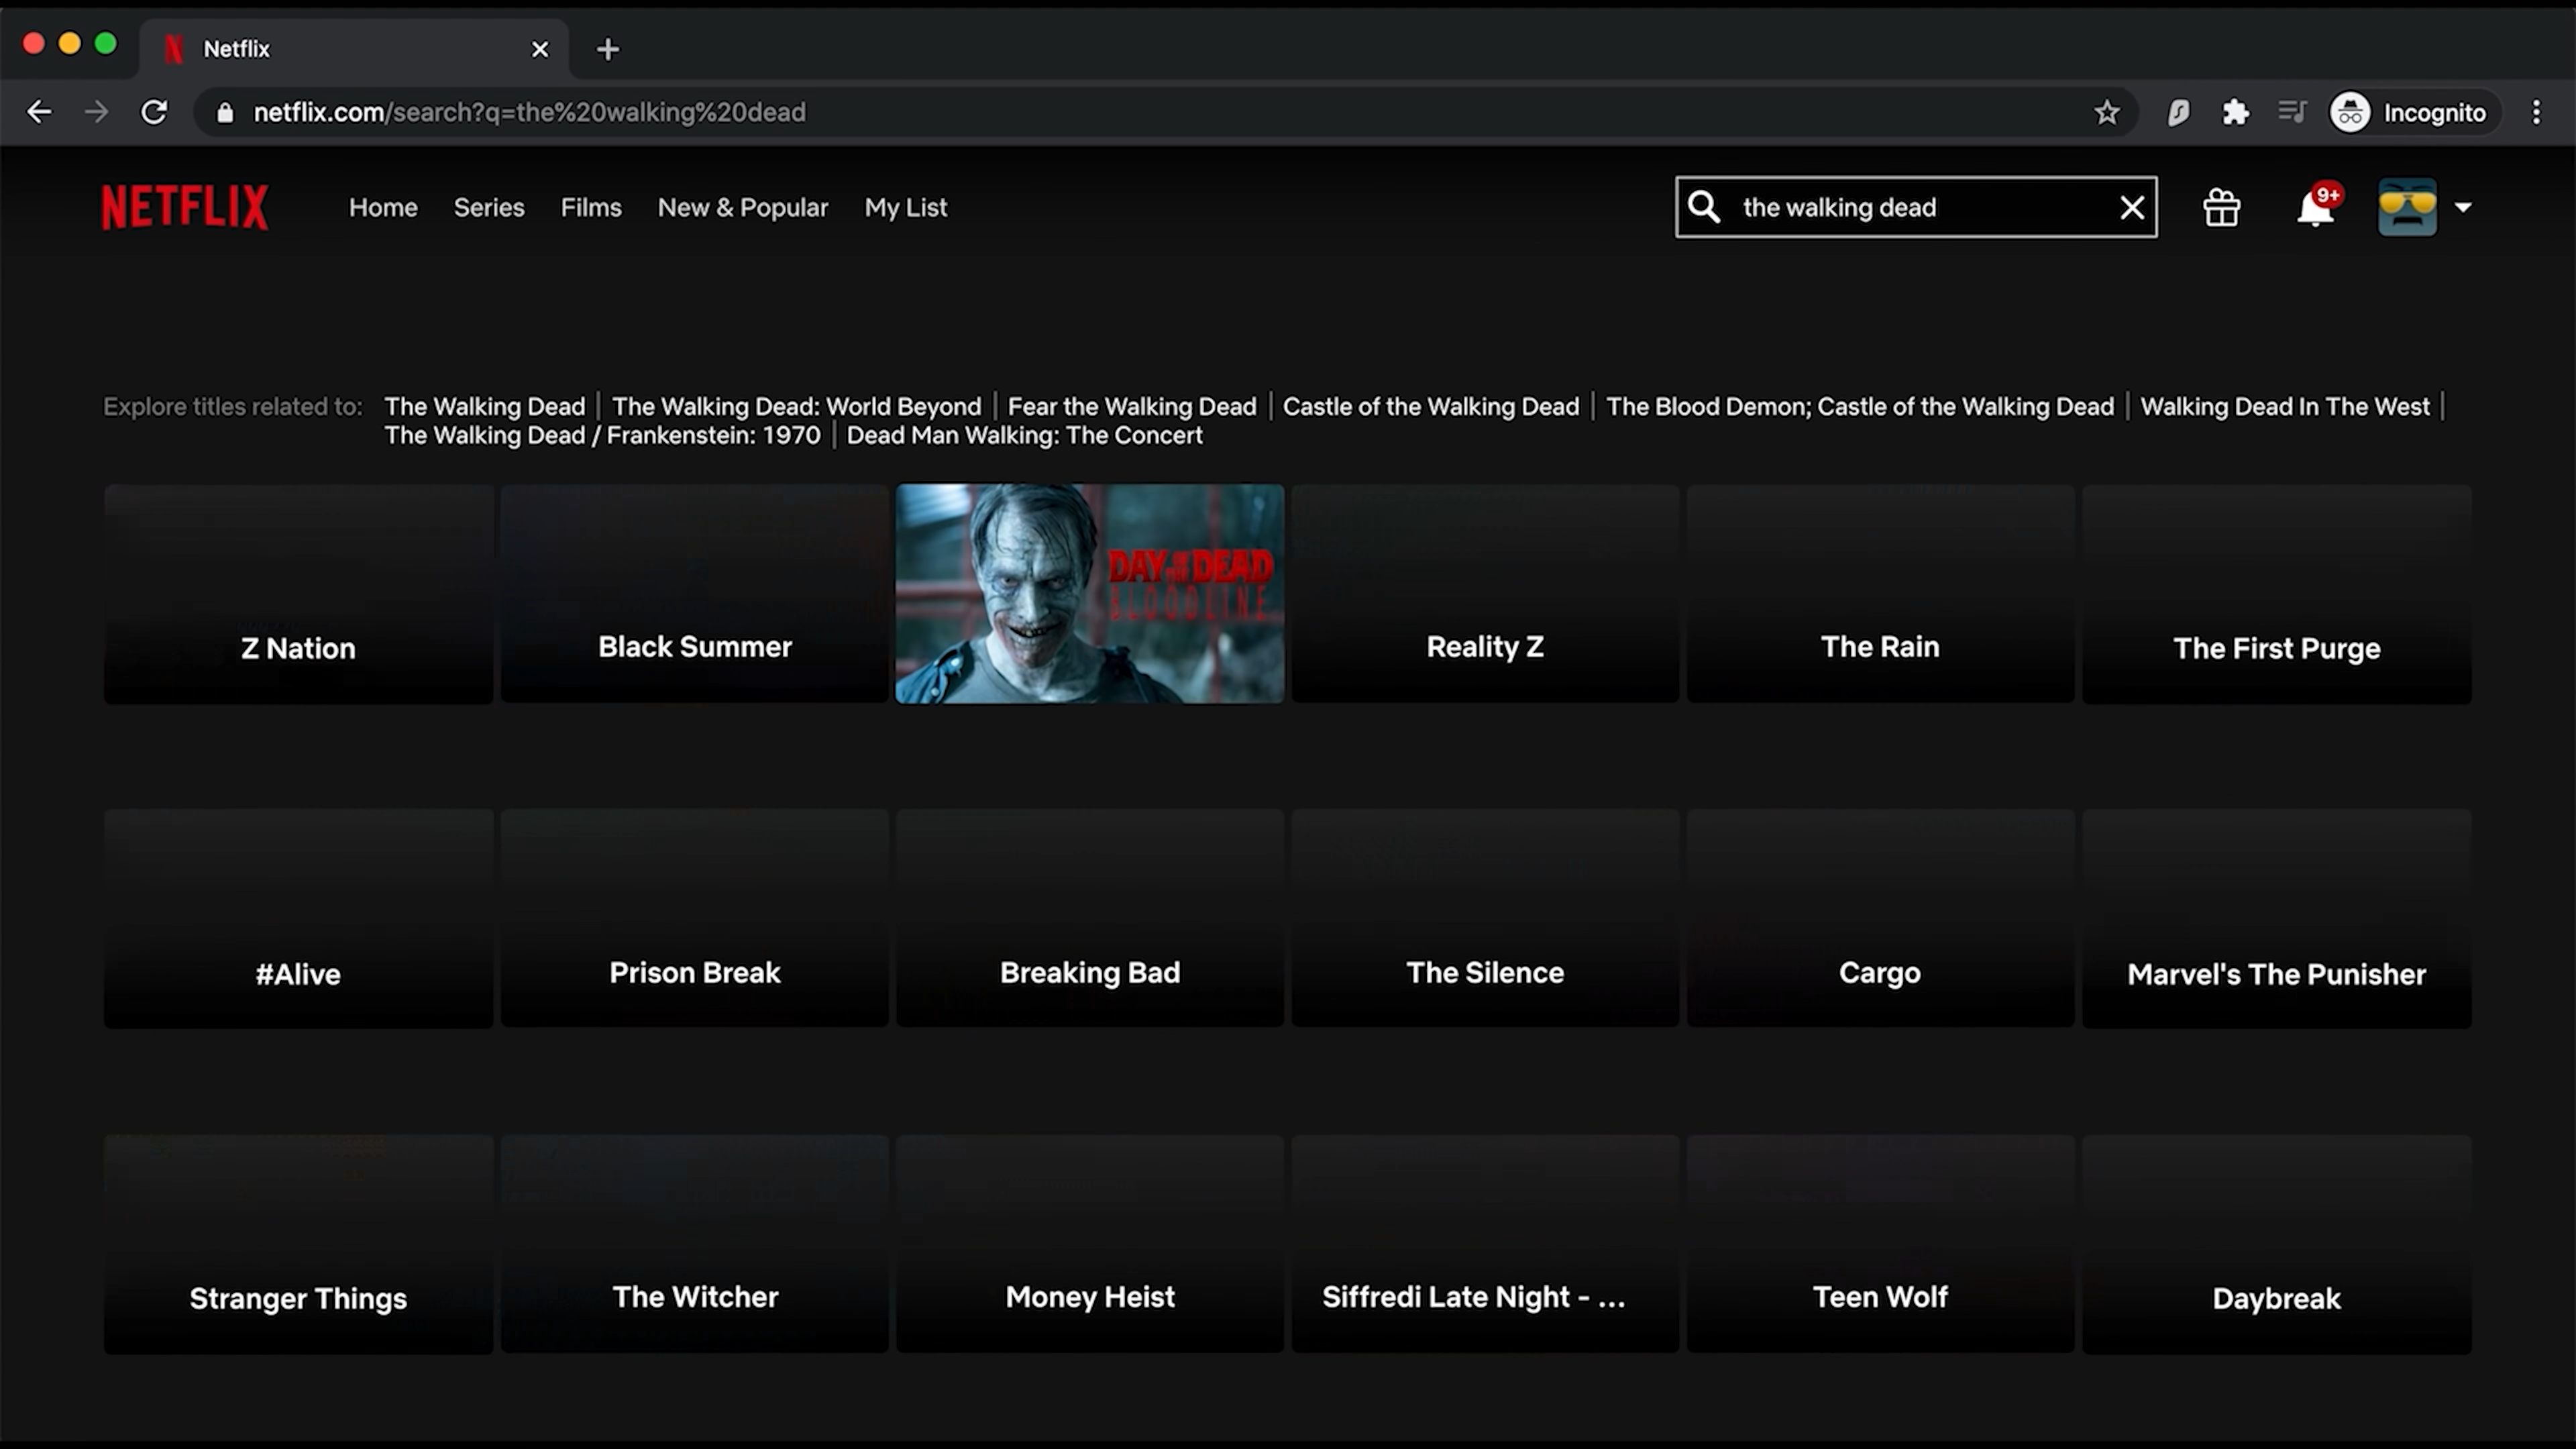 Netflix
netflix.com/search?q=the%20walking%20dead
Incognito
NETFLIX
Home
Series
Films
New & Popular
My List
the walking dead
9+
Explore titles related to:
The Walking Dead | The Walking Dead: World Beyond | Fear the Walking Dead | Castle of the Walking Dead | The Blood Demon; Castle of the Walking Dead | Walking Dead In The West |
The Walking Dead / Frankenstein: 1970 | Dead Man Walking: The Concert
Z Nation
Black Summer
DAY OF THE DEAD
BLOODLINE
Reality Z
The Rain
The First Purge
#Alive
Prison Break
Breaking Bad
The Silence
Cargo
Marvel's The Punisher
Stranger Things
The Witcher
Money Heist
Siffredi Late Night - ...
Teen Wolf
Daybreak